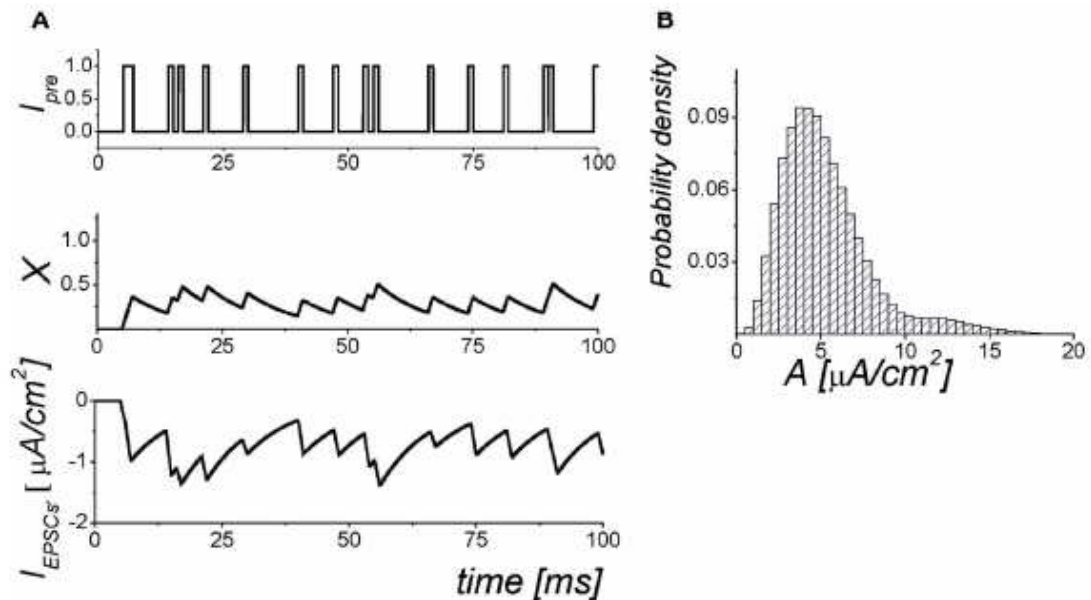 A
I_pre
1.0
0.5
0.0
0 25 50 75 100
X
1.0
0.5
0 25 50 75 100
I_EPSCs, [ μA/cm²]
0
-1
-2
0 25 50 75 100
time [ms]
B
Probability density
0.09
0.06
0.03
0 5 10 15 20
A [μA/cm²]